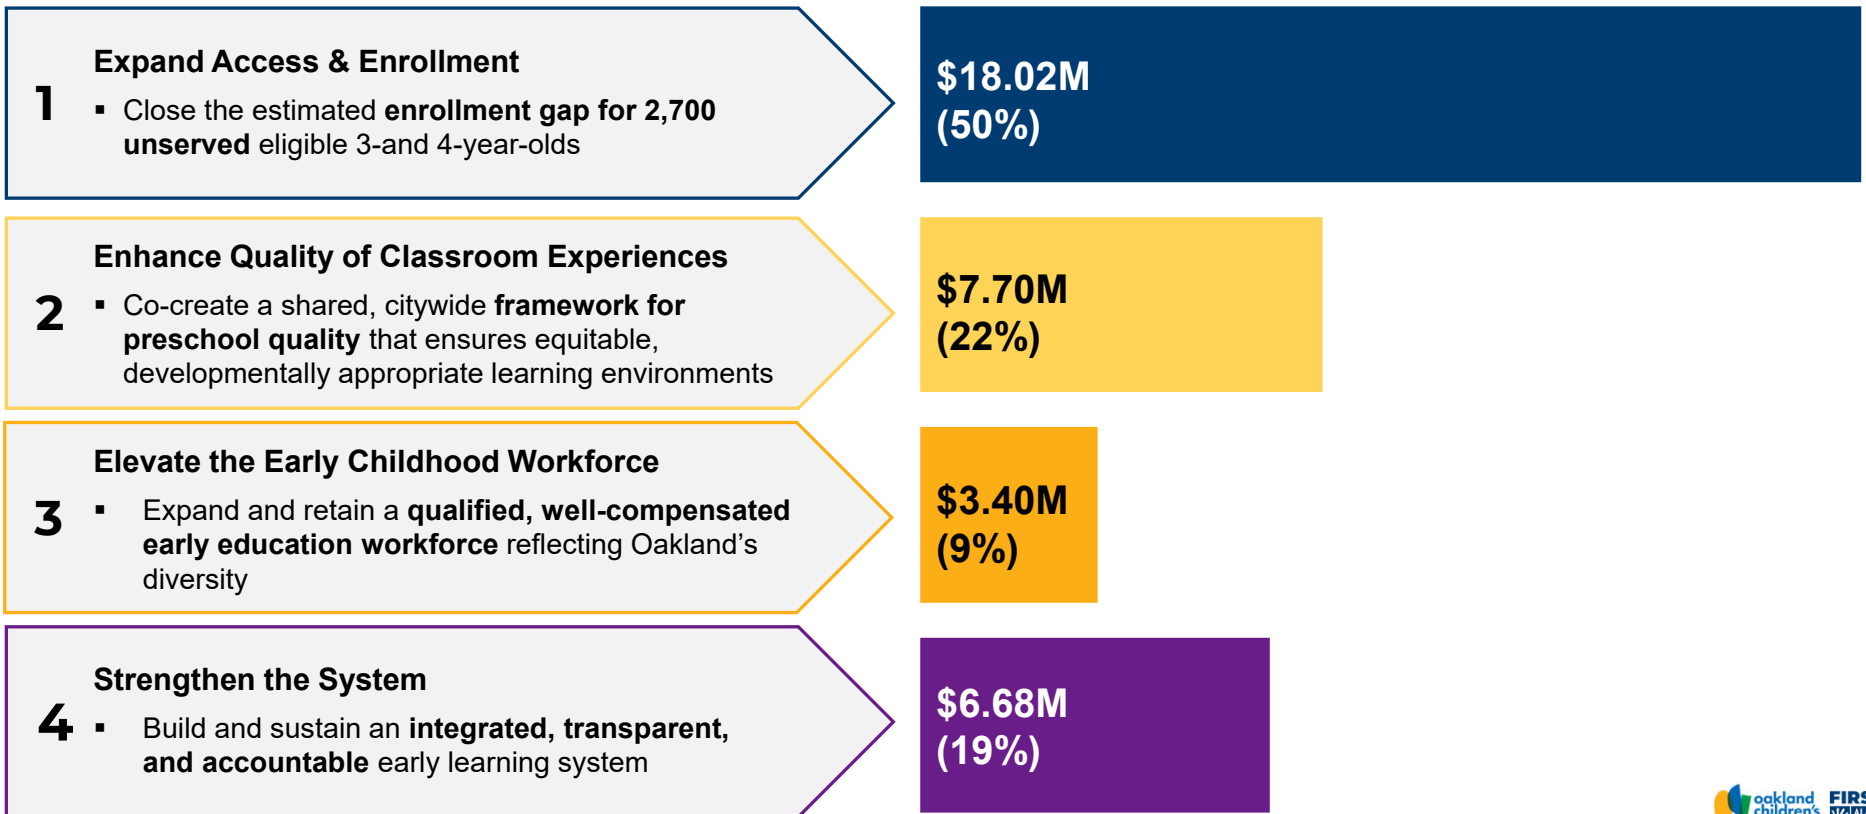 1
Expand Access & Enrollment
▪ Close the estimated enrollment gap for 2,700
unserved eligible 3-and 4-year-olds
$18.02M
(50%)
2
Enhance Quality of Classroom Experiences
▪ Co-create a shared, citywide framework for
preschool quality that ensures equitable,
developmentally appropriate learning environments
$7.70M
(22%)
3
Elevate the Early Childhood Workforce
▪ Expand and retain a qualified, well-compensated
early education workforce reflecting Oakland’s
diversity
$3.40M
(9%)
4
Strengthen the System
▪ Build and sustain an integrated, transparent,
and accountable early learning system
$6.68M
(19%)
oakland
children's